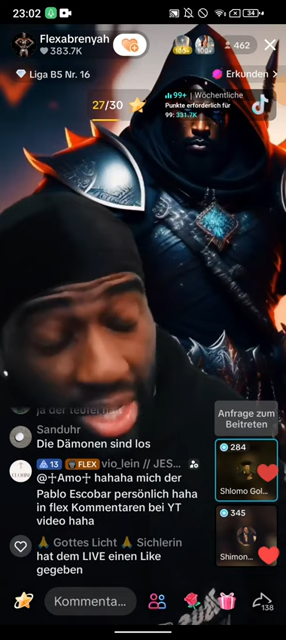 23:02
34
Flexabrenyah
383.7K
462
Liga B5 Nr. 16
Erkunden >
27/30
99+ | Wöchentliche
Punkte erforderlich für
99: 331.7K
ja der teufel halt
Sanduhr
Die Dämonen sind los
13 FLEX vio_lein // JES...
@✝Amo✝ hahaha mich der
Pablo Escobar persönlich haha
in flex Kommentaren bei YT
video haha
🙏 Gottes Licht 🙏 Sichlerin
hat dem LIVE einen Like
gegeben
Anfrage zum
Beitreten
284
Shlomo Gol...
345
Shimon...
Kommenta...
138